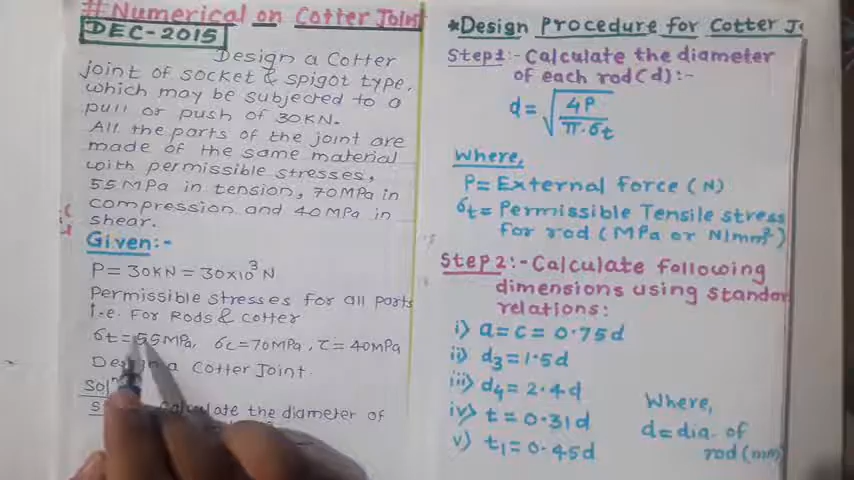 #Numerical on Cotter Joint
DEC-2015
Design a Cotter
joint of socket & spigot type,
which may be subjected to a
pull or push of 30KN.
All the parts of the joint are
made of the same material
with permissible stresses,
55MPa in tension, 70MPa in
compression and 40MPa in
shear.
Given:-
P = 30KN = 30×10³ N
Permissible stresses for all parts
i.e. For Rods & Cotter
σt = 55MPa, σc = 70MPa, τ = 40MPa
Design a Cotter Joint.
Sol
Calculate the diameter of
*Design Procedure for Cotter J
Step1:- Calculate the diameter
of each rod(d):-
d = √(4P / π·σt)
Where,
P = External force (N)
σt = Permissible Tensile stress
for rod (MPa or N/mm²)
Step2:- Calculate following
dimensions using standar
relations:
i) a = c = 0.75d
ii) d3 = 1.5d
iii) d4 = 2.4d
iv) t = 0.31d
v) t1 = 0.45d
Where,
d = dia. of
rod (mm)